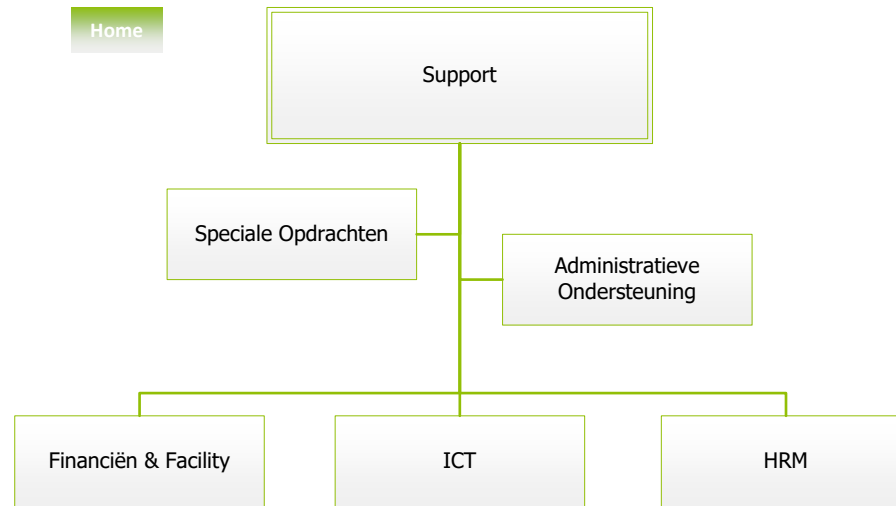 Home
Support
Speciale Opdrachten
Administratieve
Ondersteuning
Financiën & Facility
ICT
HRM